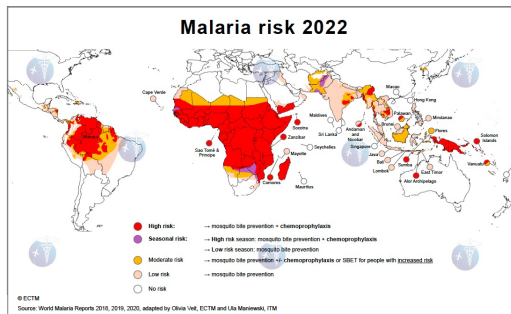 Malaria risk 2022
Cape Verde
Macao
Hong Kong
Palawan
Mindanao
Maldives
Socotra
Andaman and Nicobar
Brunei
Sri Lanka
Zanzibar
Singapore
Flores
Solomon Islands
Seychelles
Sao Tomé & Principe
Mayotte
Java
Bali
Sumba
Vanuatu
Lombok
East Timor
Comoros
Mauritius
Alor Archipelago
High risk: → mosquito bite prevention + chemoprophylaxis
Seasonal risk: → High risk season: mosquito bite prevention + chemoprophylaxis
→ Low risk season: mosquito bite prevention
Moderate risk → mosquito bite prevention +/- chemoprophylaxis or SBET for people with increased risk
Low risk → mosquito bite prevention
No risk
© ECTM
Source: World Malaria Reports 2018, 2019, 2020, adapted by Olivia Veit, ECTM and Ula Maniewski, ITM